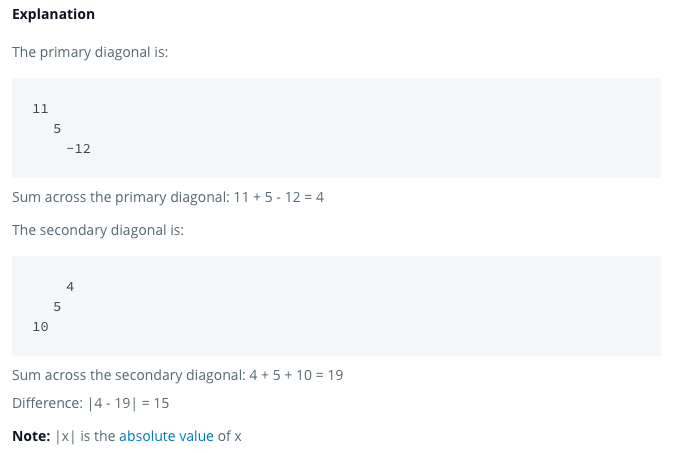 Explanation
The primary diagonal is:
11
5
-12
Sum across the primary diagonal: 11 + 5 - 12 = 4
The secondary diagonal is:
4
5
10
Sum across the secondary diagonal: 4 + 5 + 10 = 19
Difference: |4 - 19| = 15
Note: |x| is the absolute value of x